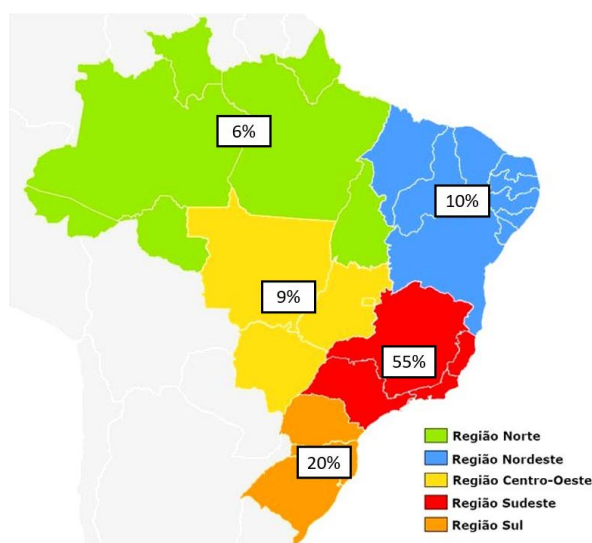 6%
10%
9%
55%
20%
Região Norte
Região Nordeste
Região Centro-Oeste
Região Sudeste
Região Sul